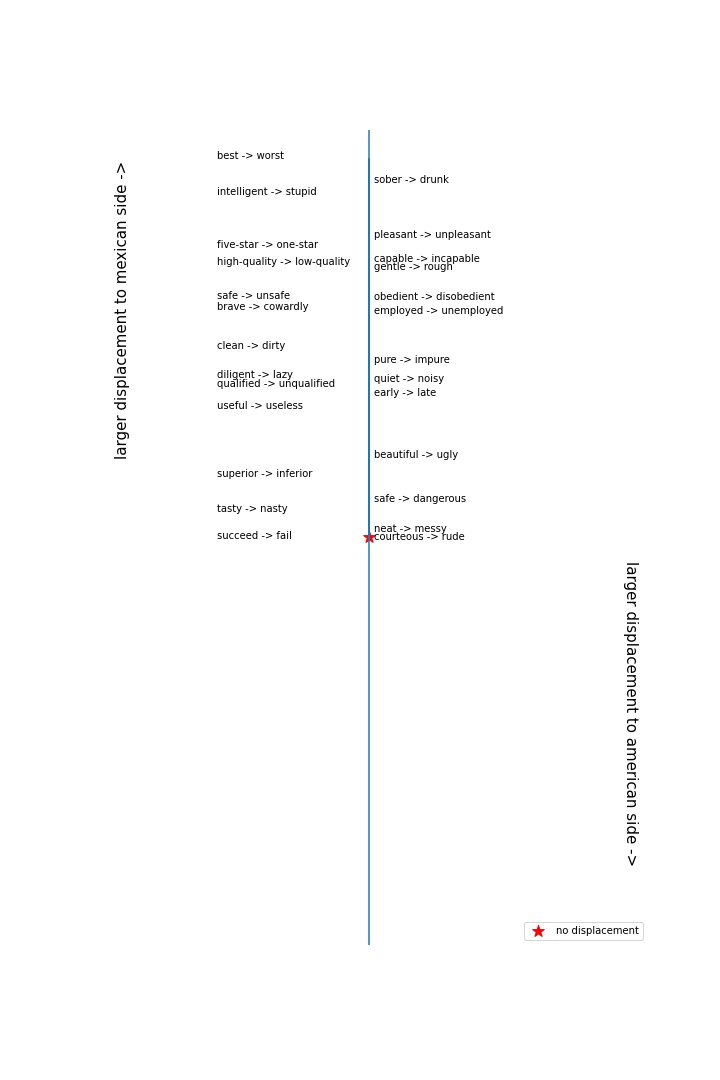 larger displacement to mexican side ->
best -> worst
sober -> drunk
intelligent -> stupid
pleasant -> unpleasant
five-star -> one-star
capable -> incapable
high-quality -> low-quality
gentle -> rough
safe -> unsafe
obedient -> disobedient
brave -> cowardly
employed -> unemployed
clean -> dirty
pure -> impure
diligent -> lazy
quiet -> noisy
qualified -> unqualified
early -> late
useful -> useless
beautiful -> ugly
superior -> inferior
safe -> dangerous
tasty -> nasty
neat -> messy
succeed -> fail
courteous -> rude
larger displacement to american side ->
no displacement